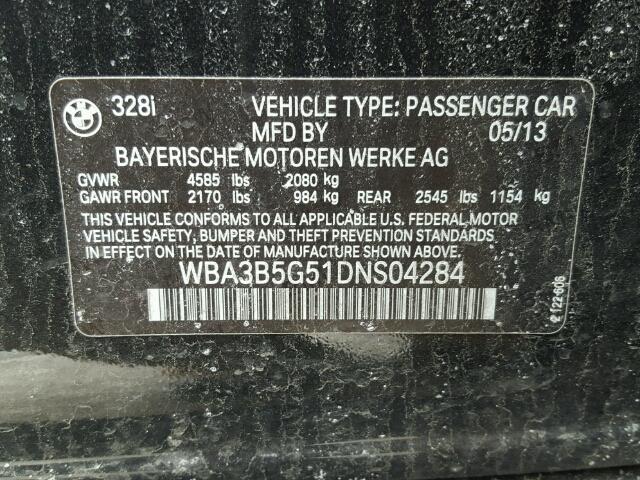 328i VEHICLE TYPE: PASSENGER CAR
MFD BY 05/13
BAYERISCHE MOTOREN WERKE AG
GVWR 4585 lbs 2080 kg
GAWR FRONT 2170 lbs 984 kg REAR 2545 lbs 1154 kg
THIS VEHICLE CONFORMS TO ALL APPLICABLE U.S. FEDERAL MOTOR
VEHICLE SAFETY, BUMPER AND THEFT PREVENTION STANDARDS
IN EFFECT ON THE DATE OF MANUFACTURE SHOWN ABOVE.
WBA3B5G51DNS04284